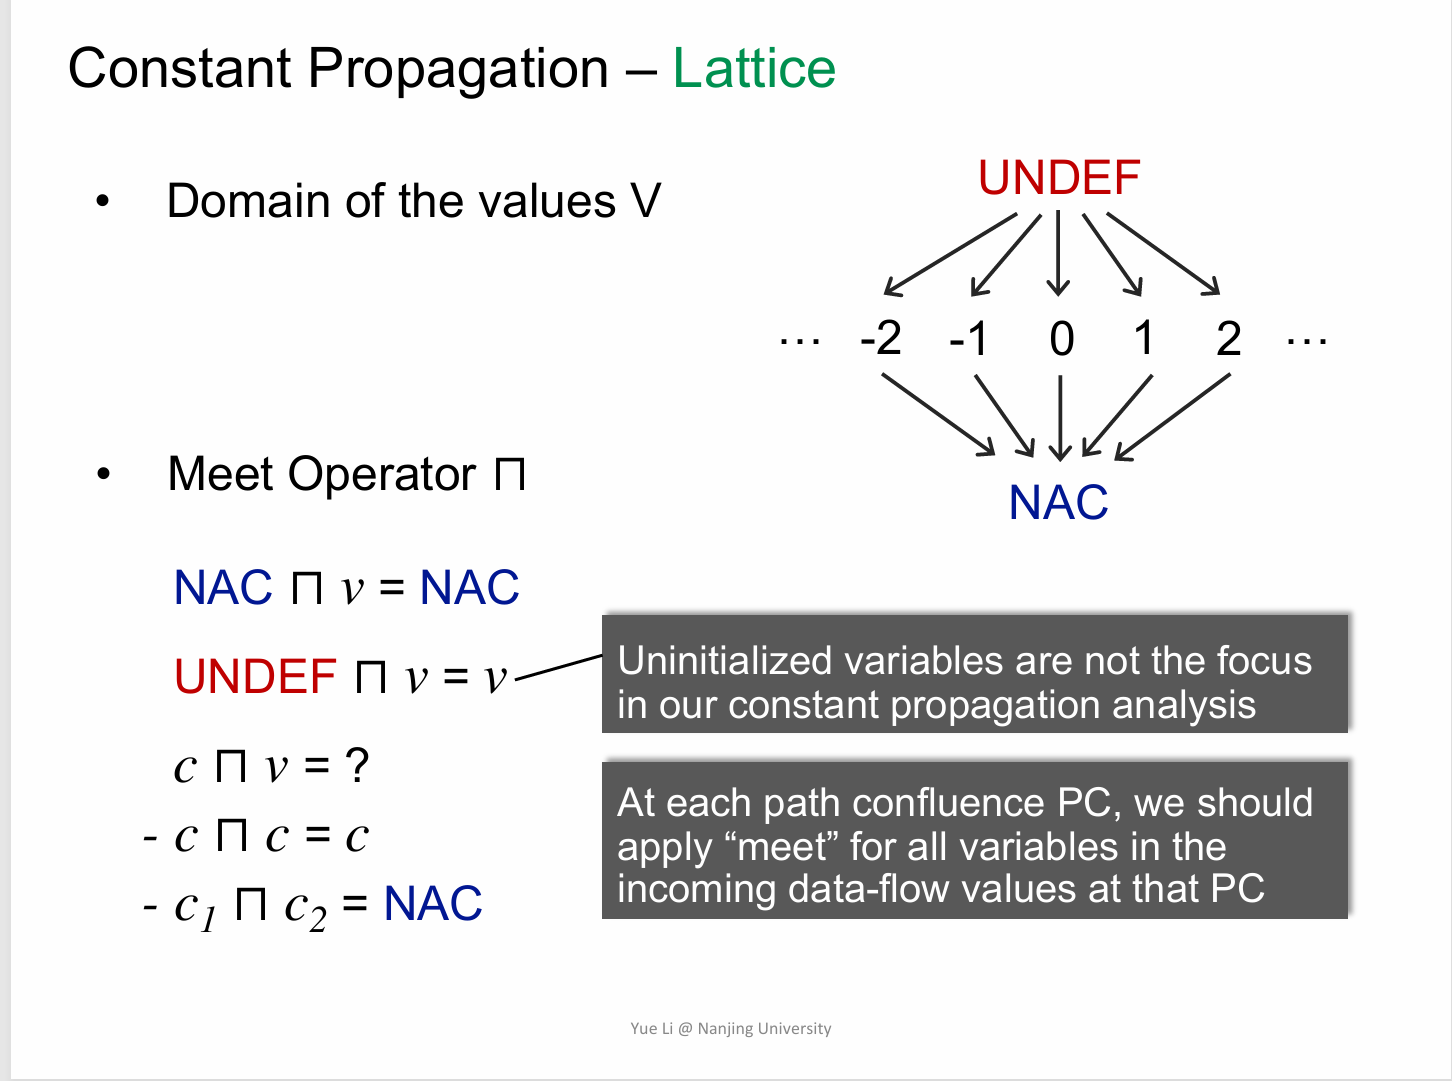 Constant Propagation – Lattice
• Domain of the values V
UNDEF
… -2 -1 0 1 2 …
NAC
• Meet Operator ⊓
NAC ⊓ v = NAC
UNDEF ⊓ v = v
Uninitialized variables are not the focus
in our constant propagation analysis
c ⊓ v = ?
- c ⊓ c = c
- c₁ ⊓ c₂ = NAC
At each path confluence PC, we should
apply “meet” for all variables in the
incoming data-flow values at that PC
Yue Li @ Nanjing University